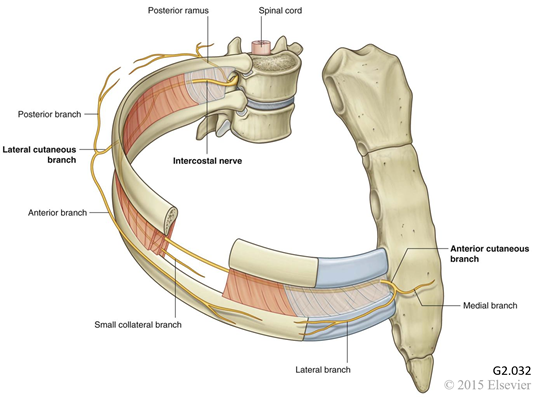 Posterior ramus
Spinal cord
Posterior branch
Lateral cutaneous
branch
Intercostal nerve
Anterior branch
Anterior cutaneous
branch
Medial branch
Small collateral branch
Lateral branch
G2.032
© 2015 Elsevier